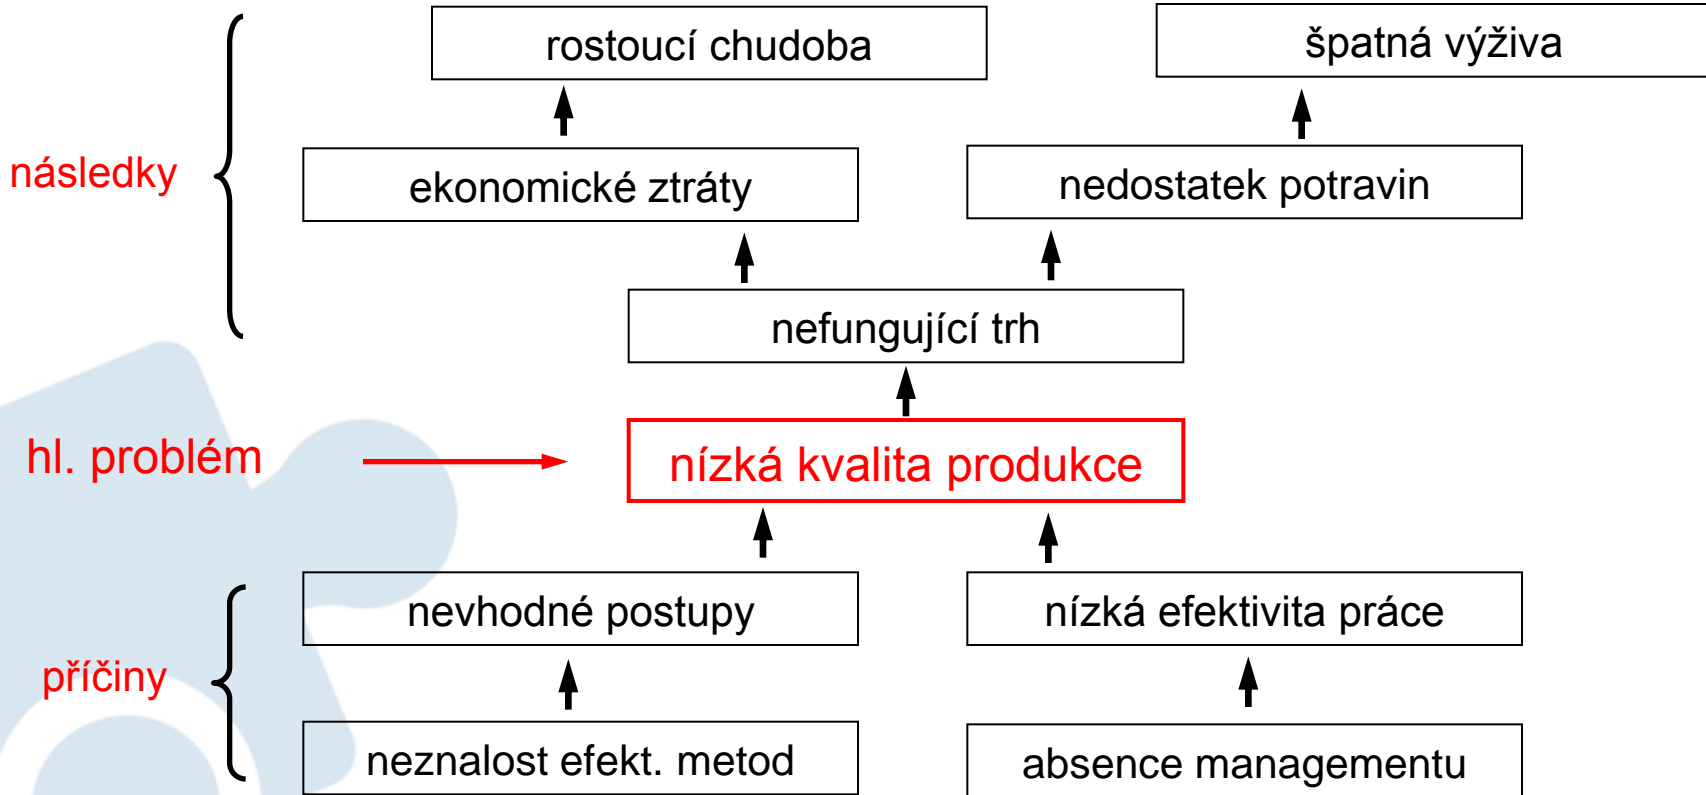 rostoucí chudoba
špatná výživa
následky
ekonomické ztráty
nedostatek potravin
nefungující trh
hl. problém
nízká kvalita produkce
nevhodné postupy
nízká efektivita práce
příčiny
neznalost efekt. metod
absence managementu